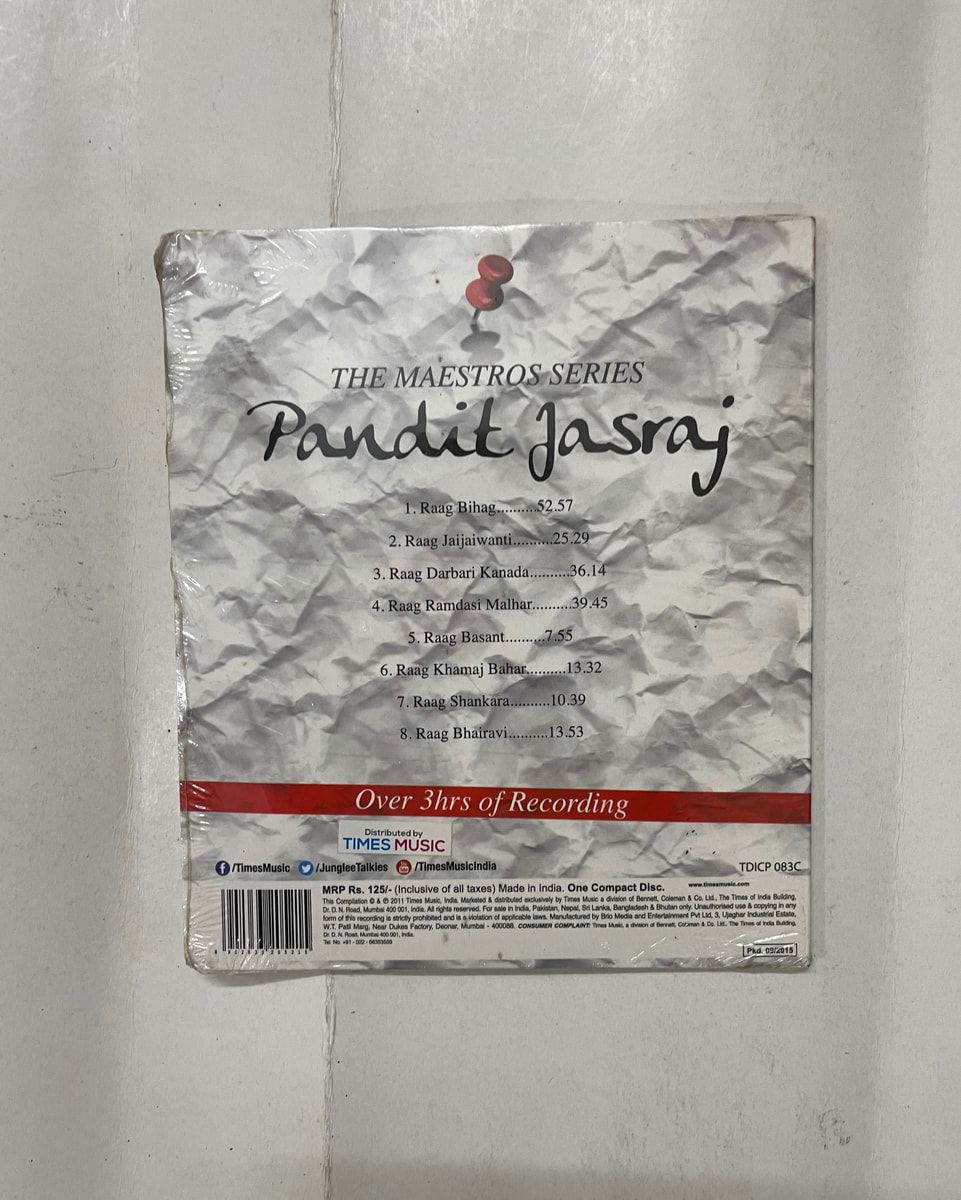 THE MAESTROS SERIES
Pandit Jasraj
1. Raag Bihag..........52.57
2. Raag Jaijaiwanti..........25.29
3. Raag Darbari Kanada..........36.14
4. Raag Ramdasi Malhar..........39.45
5. Raag Basant..........7.55
6. Raag Khamaj Bahar..........13.32
7. Raag Shankara..........10.39
8. Raag Bhairavi..........13.53
Over 3hrs of Recording
Distributed by
TIMES MUSIC
/TimesMusic /JungleeTalkies /TimesMusicIndia
TDICP 083C
MRP Rs. 125/- (Inclusive of all taxes) Made in India. One Compact Disc. www.timesmusic.com
This Compilation © & ℗ 2011 Times Music, India. Marketed & distributed exclusively by Times Music a division of Bennett, Coleman & Co. Ltd., The Times of India Building,
Dr. D. N. Road, Mumbai 400 001, India. All rights reserved. For sale in India, Pakistan, Nepal, Sri Lanka, Bangladesh & Bhutan only. Unauthorised use & copying in any
form of this recording is strictly prohibited and is a violation of applicable laws. Manufactured by Brio Media and Entertainment Pvt Ltd, 3, Ujaghar Industrial Estate,
W.T. Patil Marg, Near Dukes Factory, Deonar, Mumbai - 400088. CONSUMER COMPLAINT: Times Music, a division of Bennett, Coleman & Co. Ltd., The Times of India Building,
Dr. D. N. Road, Mumbai 400 001, India.
Pkd. 09/2015